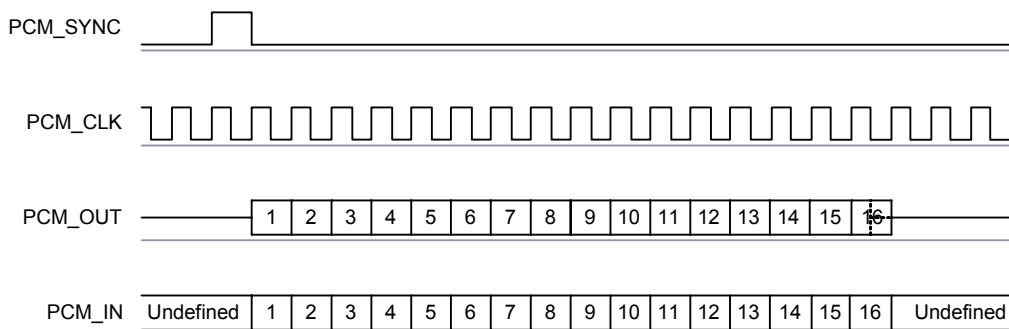 PCM_SYNC
PCM_CLK
PCM_OUT 1 2 3 4 5 6 7 8 9 10 11 12 13 14 15 16
PCM_IN Undefined 1 2 3 4 5 6 7 8 9 10 11 12 13 14 15 16 Undefined